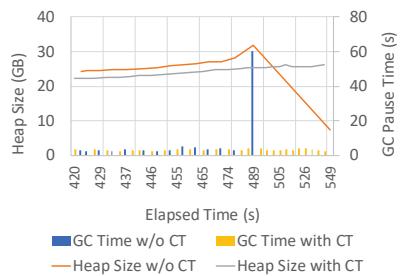 40
30
20
10
0
Heap Size (GB)
80
60
40
20
0
GC Pause Time (s)
420 429 437 447 455 465 474 489 505 526 549
Elapsed Time (s)
GC Time w/o CT
GC Time with CT
Heap Size w/o CT
Heap Size with CT